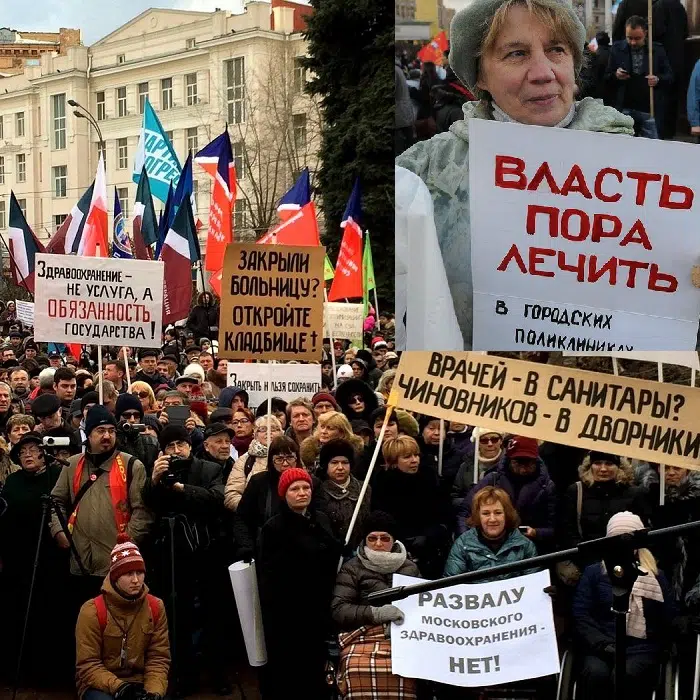 ЗДРАВООХРАНЕНИЕ -
НЕ УСЛУГА, А
ОБЯЗАННОСТЬ
ГОСУДАРСТВА!
ЗАКРЫЛИ
БОЛЬНИЦУ?
ОТКРОЙТЕ
КЛАДБИЩЕ!
ВЛАСТЬ
ПОРА
ЛЕЧИТЬ
В ГОРОДСКИХ
ПОЛИКЛИНИКАХ
ВРАЧЕЙ - В САНИТАРЫ?
ЧИНОВНИКОВ - В ДВОРНИКИ
РАЗВАЛУ
МОСКОВСКОГО
ЗДРАВООХРАНЕНИЯ -
НЕТ!